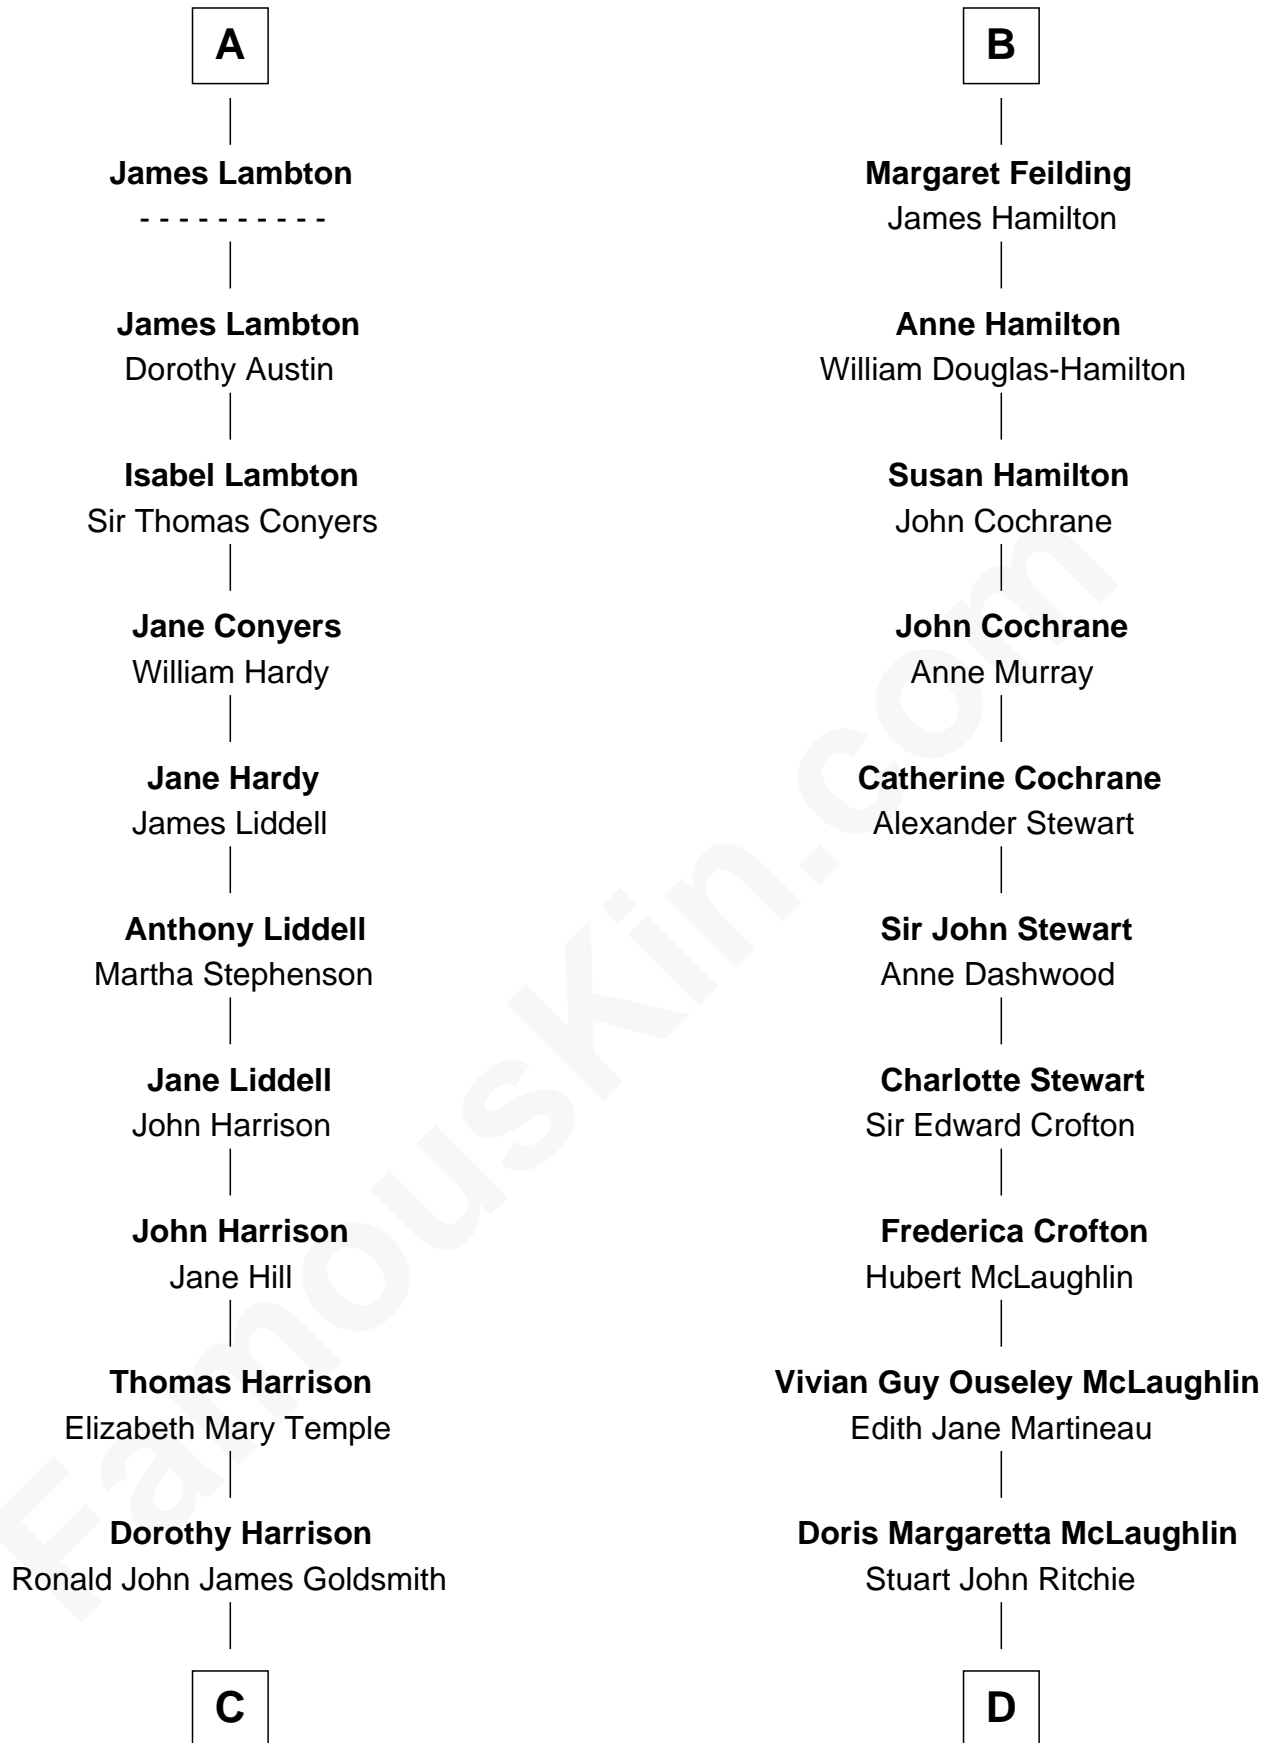 A
James Lambton
- - - - - - - - - -
James Lambton
Dorothy Austin
Isabel Lambton
Sir Thomas Conyers
Jane Conyers
William Hardy
Jane Hardy
James Liddell
Anthony Liddell
Martha Stephenson
Jane Liddell
John Harrison
John Harrison
Jane Hill
Thomas Harrison
Elizabeth Mary Temple
Dorothy Harrison
Ronald John James Goldsmith
C
B
Margaret Feilding
James Hamilton
Anne Hamilton
William Douglas-Hamilton
Susan Hamilton
John Cochrane
John Cochrane
Anne Murray
Catherine Cochrane
Alexander Stewart
Sir John Stewart
Anne Dashwood
Charlotte Stewart
Sir Edward Crofton
Frederica Crofton
Hubert McLaughlin
Vivian Guy Ouseley McLaughlin
Edith Jane Martineau
Doris Margaretta McLaughlin
Stuart John Ritchie
D
FamousKin.com